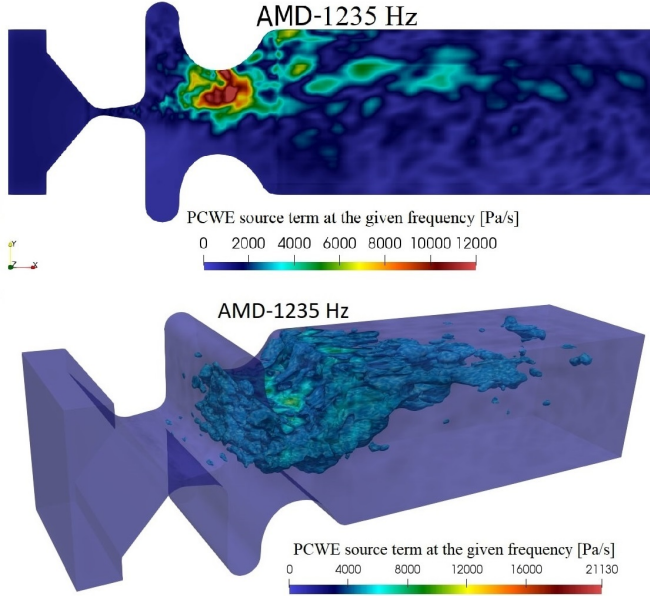 AMD-1235 Hz
PCWE source term at the given frequency [Pa/s]
0 2000 4000 6000 8000 10000 12000
Y
Z X
AMD-1235 Hz
PCWE source term at the given frequency [Pa/s]
0 4000 8000 12000 16000 21130